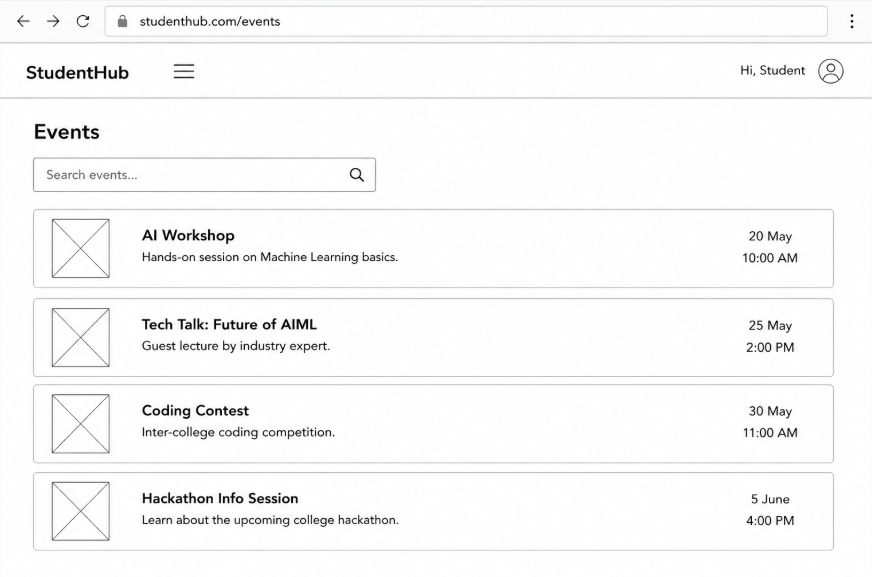 studenthub.com/events
StudentHub
Hi, Student
Events
Search events...
AI Workshop
Hands-on session on Machine Learning basics.
20 May
10:00 AM
Tech Talk: Future of AIML
Guest lecture by industry expert.
25 May
2:00 PM
Coding Contest
Inter-college coding competition.
30 May
11:00 AM
Hackathon Info Session
Learn about the upcoming college hackathon.
5 June
4:00 PM